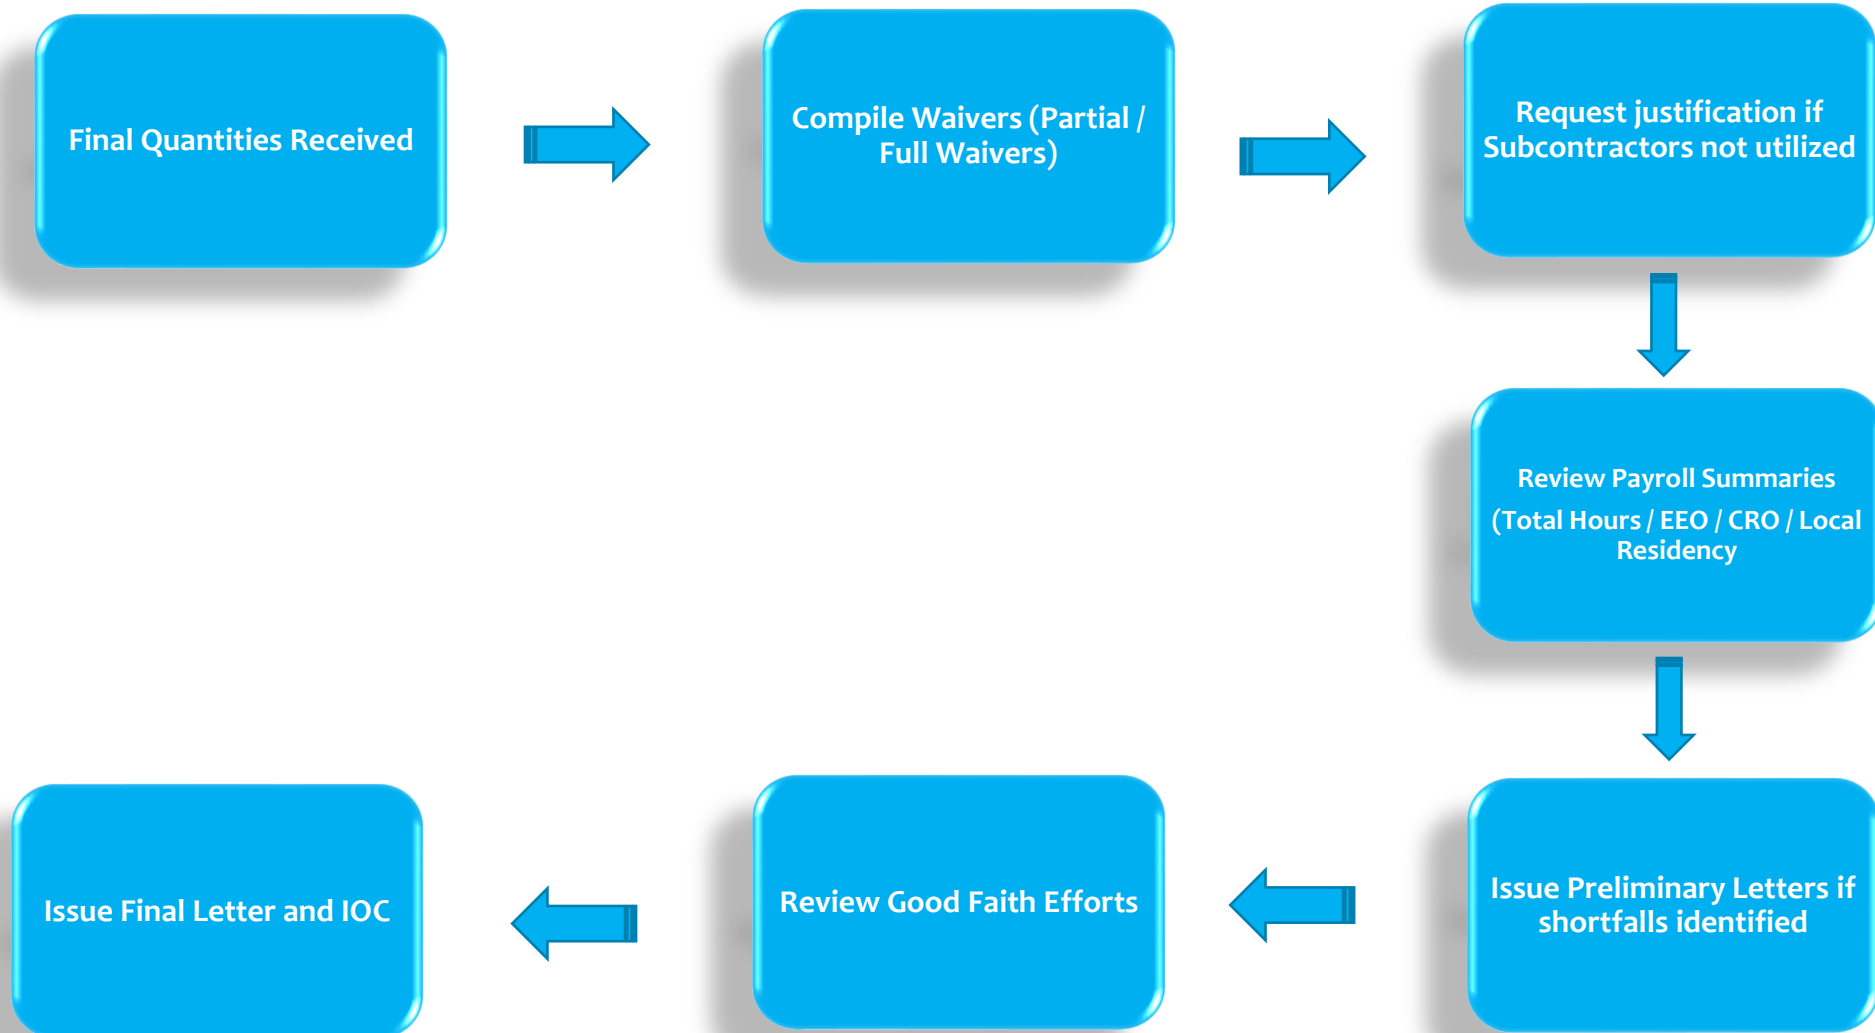 Final Quantities Received
Compile Waivers (Partial /
Full Waivers)
Request justification if
Subcontractors not utilized
Review Payroll Summaries
(Total Hours / EEO / CRO / Local
Residency
Issue Preliminary Letters if
shortfalls identified
Review Good Faith Efforts
Issue Final Letter and IOC